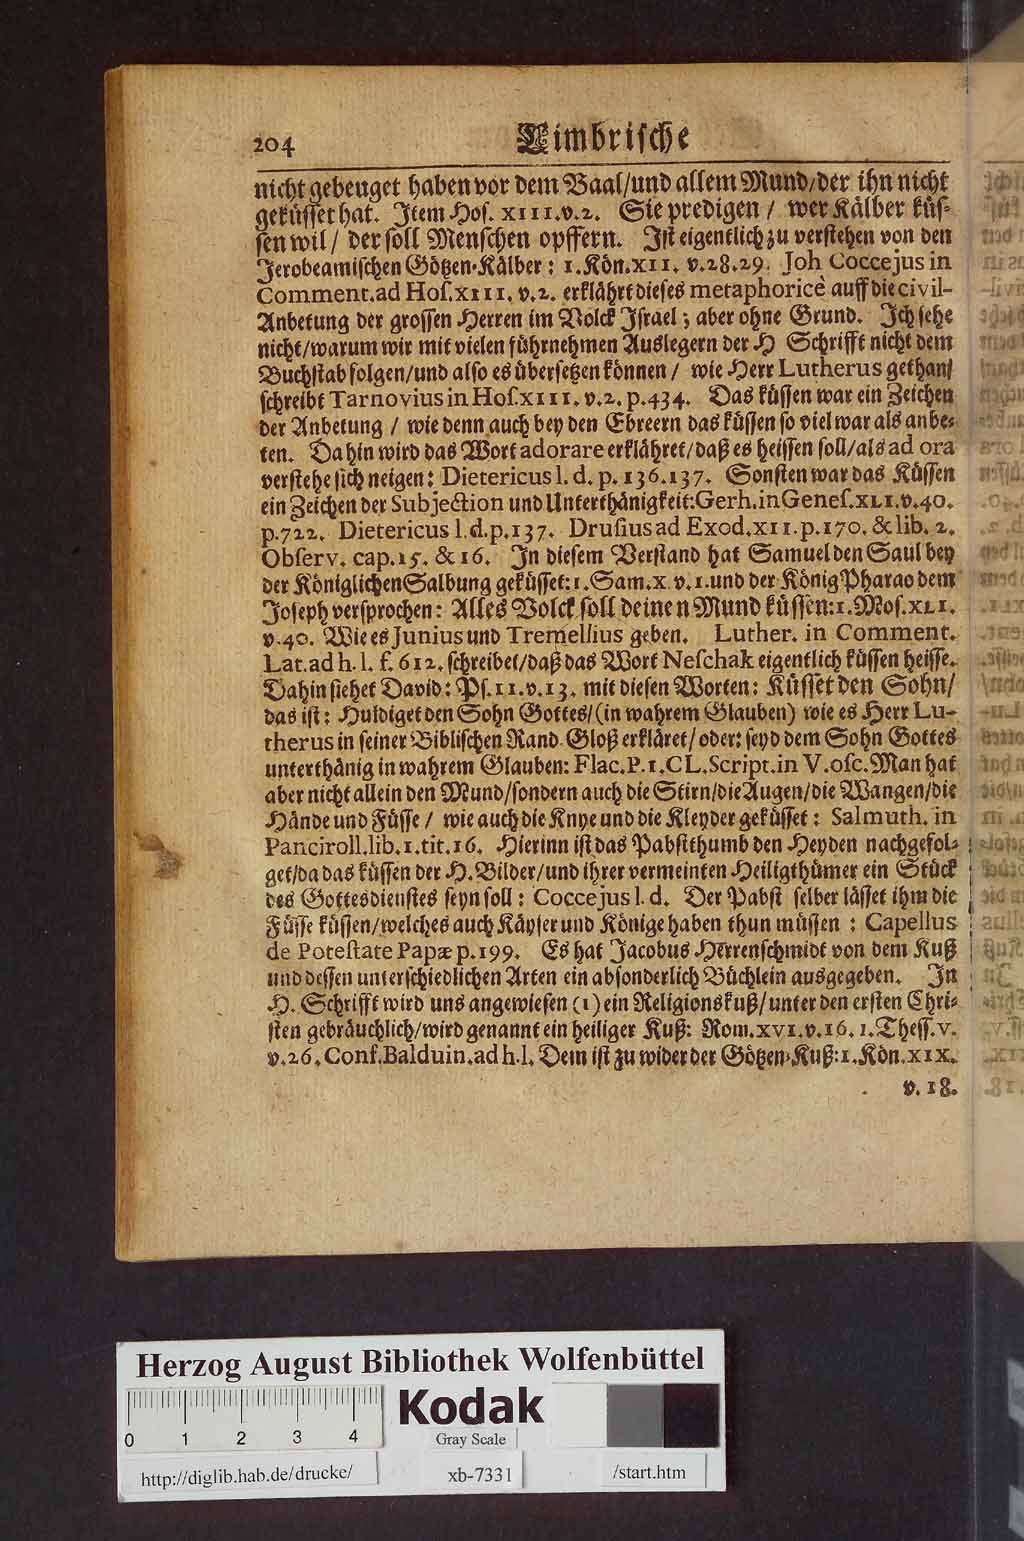 204 Cimbrische
nicht gebeuget haben vor dem Baal/und allem Mund/der ihn nicht
geküsset hat. Item Hos. XIII.v.2. Sie predigen / wer Kälber küs-
sen wil / der soll Menschen opffern. Ist eigentlich zu verstehen von den
Jerobeamischen Götzen-Kälber: 1. Kön.XII. v.28.29. Joh Coccejus in
Comment.ad Hos.XIII. v.2. erklährt dieses metaphoricè auff die civil-
Anbetung der grossen Herren im Volck Israel; aber ohne Grund. Ich sehe
nicht/warum wir mit vielen führnehmen Auslegern der H Schrifft nicht dem
Buchstab folgen/und also es übersetzen können / wie Herr Lutherus gethan/
schreibt Tarnovius in Hos.XIII. v.2. p.434. Das küssen war ein Zeichen
der Anbetung / wie denn auch bey den Ebreern das küssen so viel war als anbe-
ten. Dahin wird das Wort adorare erklähret/daß es heissen soll/als ad ora
verstehe sich neigen: Dietericus l. d. p. 136.137. Sonsten war das Küssen
ein Zeichen der Subjection und Unterthänigkeit: Gerh. in Genes.XLI.v.40.
p.722. Dietericus l.d.p.137. Drusius ad Exod.XII.p.170. & lib. 2.
Observ. cap.15. & 16. In diesem Verstand hat Samuel den Saul bey
der Königlichen Salbung geküsset: 1. Sam.X. v.1. und der König Pharao dem
Joseph versprochen: Alles Volck soll deinen Mund küssen: 1. Mos.XLI.
v.40. Wie es Junius und Tremellius geben. Luther. in Comment.
Lat.ad h. l. f. 612. schreibet/daß das Wort Neschak eigentlich küssen heisse.
Dahin siehet David: Ps.11.v.13. mit diesen Worten: Küsset den Sohn/
das ist: Huldiget den Sohn Gottes/(in wahrem Glauben) wie es Herr Lu-
therus in seiner Biblischen Rand Gloß erkläret/oder: seyd dem Sohn Gottes
unterthänig in wahrem Glauben: Flac.P.1.CL.Script.in V.osc. Man hat
aber nicht allein den Mund/sondern auch die Stirn/die Augen/die Wangen/die
Hände und Füsse / wie auch die Knye und die Kleyder geküsset: Salmuth. in
Panciroll.lib.1.tit.16. Hierinn ist das Pabstthumb den Heyden nachgefol-
get/da das küssen der H. Bilder/und ihrer vermeinten Heiligthümer ein Stück
des Gottesdienstes seyn soll: Coccejus l. d. Der Pabst selber lässet ihm die
Füsse küssen/welches auch Käyser und Könige haben thun müssen: Capellus
de Potestate Papæ p.199. Es hat Jacobus Herrenschmidt von dem Kuß
und dessen unterschiedlichen Arten ein absonderlich Büchlein ausgegeben. In
H. Schrifft wird uns angewiesen (1) ein Religionskuß/unter den ersten Chri-
sten gebräuchlich/wird genannt ein heiliger Kuß: Rom.XVI.v.16. 1.Thess.V.
v.26. Conf.Balduin.ad h.l. Dem ist zu wider der Götzen-Kuß: 1. Kön.XIX.
v. 18.
Herzog August Bibliothek Wolfenbüttel
Kodak
0 1 2 3 4
Gray Scale
http://diglib.hab.de/drucke/ xb-7331 /start.htm